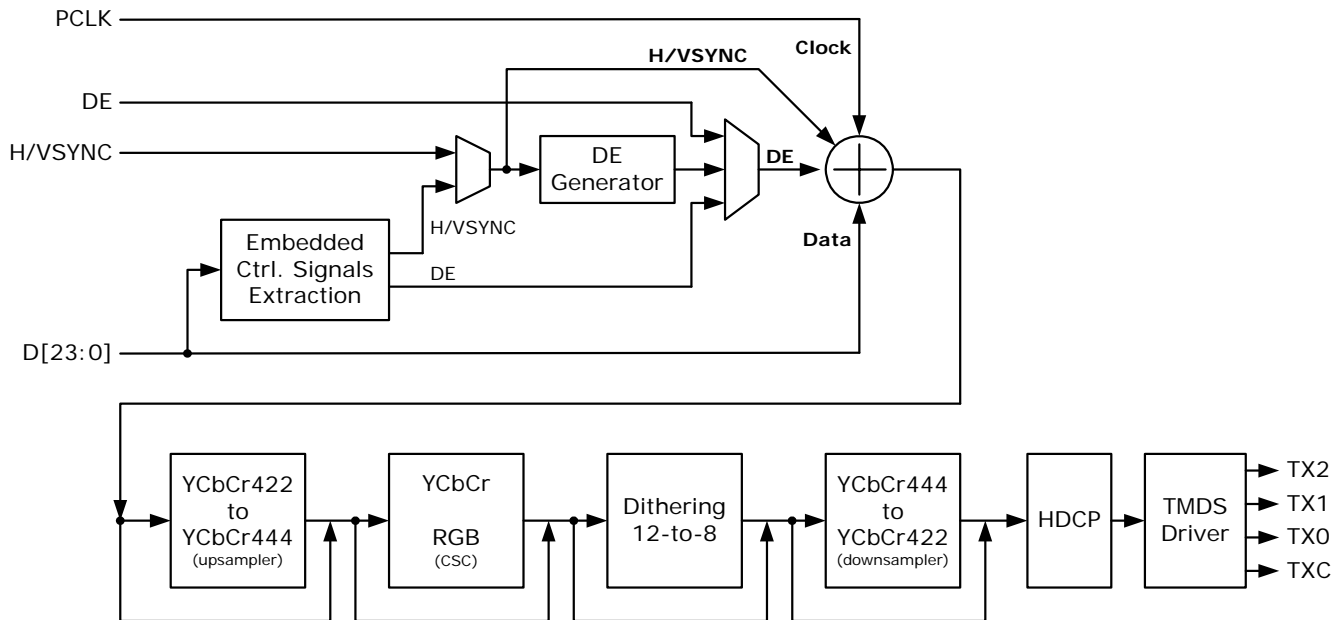 PCLK
Clock
H/VSYNC
DE
H/VSYNC
DE
Generator
DE
H/VSYNC
Data
Embedded
Ctrl. Signals
Extraction
DE
D[23:0]
YCbCr422
to
YCbCr444
(upsampler)
YCbCr
RGB
(CSC)
Dithering
12-to-8
YCbCr444
to
YCbCr422
(downsampler)
HDCP
TMDS
Driver
TX2
TX1
TX0
TXC